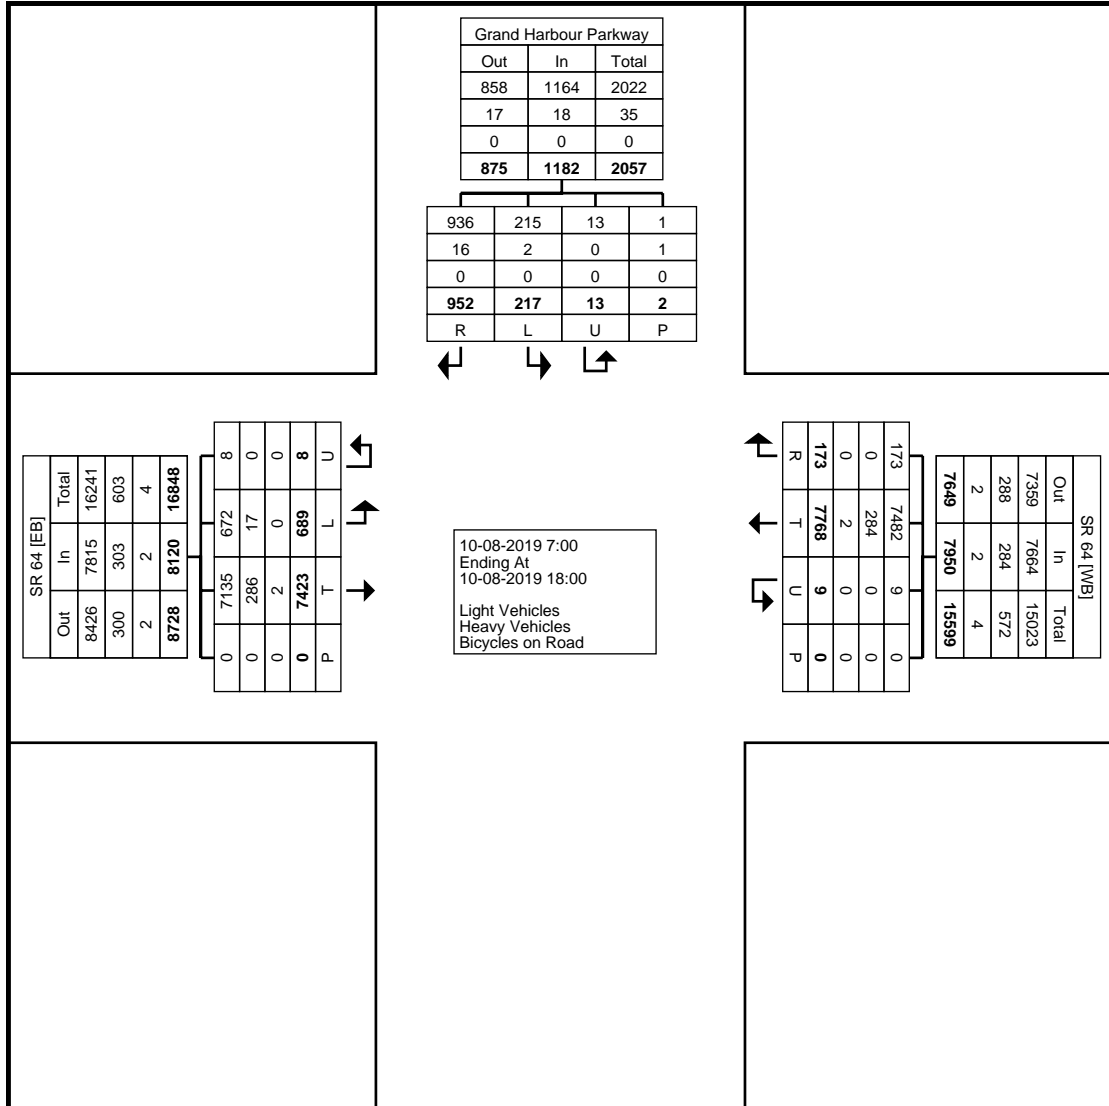 Grand Harbour Parkway
Out In Total
858 1164 2022
17 18 35
0 0 0
875 1182 2057
936 215 13 1
16 2 0 1
0 0 0 0
952 217 13 2
R L U P
SR 64 [EB]
Total In Out
16241 7815 8426
603 303 300
4 2 2
16848 8120 8728
8 672 7135 0
0 17 286 0
0 0 2 0
8 689 7423 0
U L T P
10-08-2019 7:00
Ending At
10-08-2019 18:00
Light Vehicles
Heavy Vehicles
Bicycles on Road
SR 64 [WB]
Out In Total
7359 7664 15023
288 284 572
2 2 4
7649 7950 15599
173 7482 9 0
0 284 0 0
0 2 0 0
173 7768 9 0
R T U P